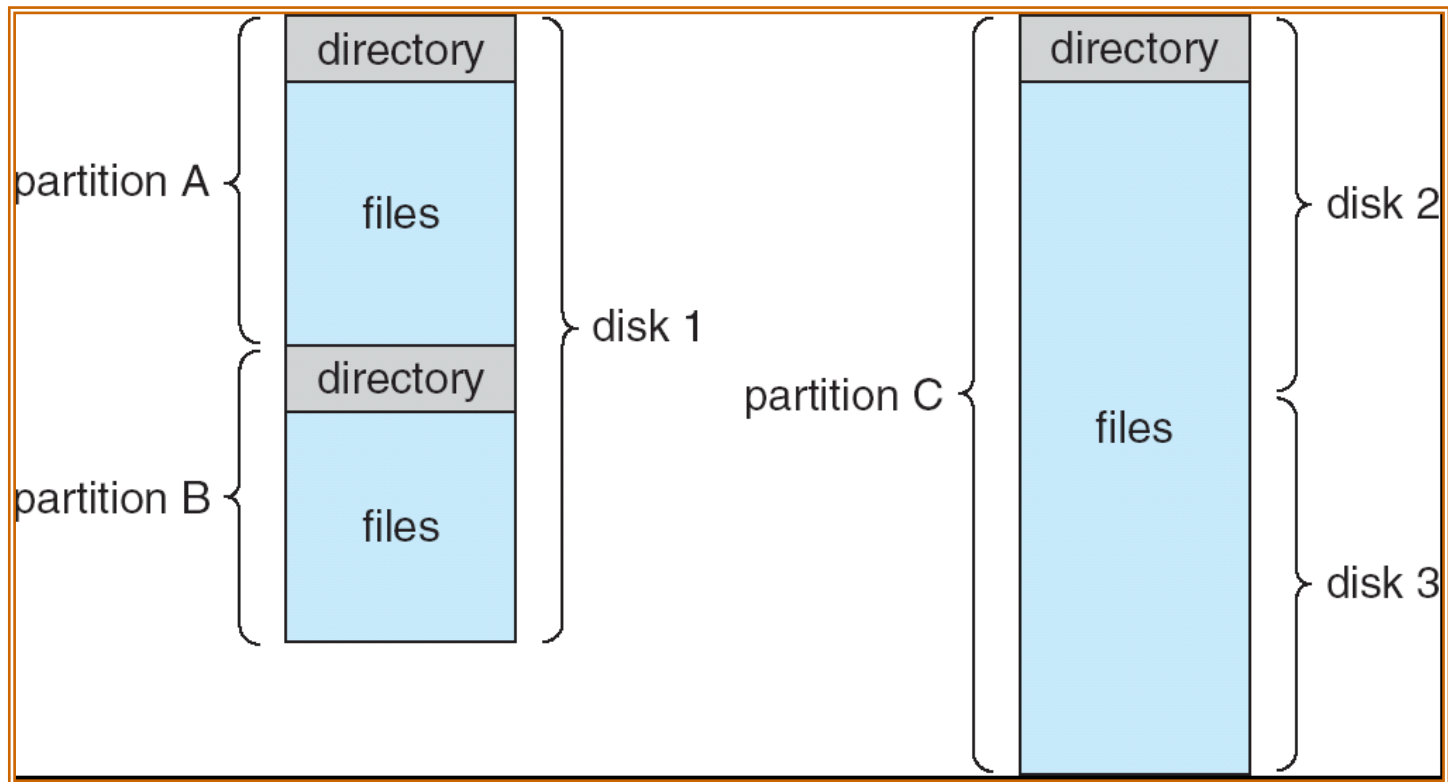 directory
partition A
files
disk 1
directory
partition B
files
directory
disk 2
partition C
files
disk 3